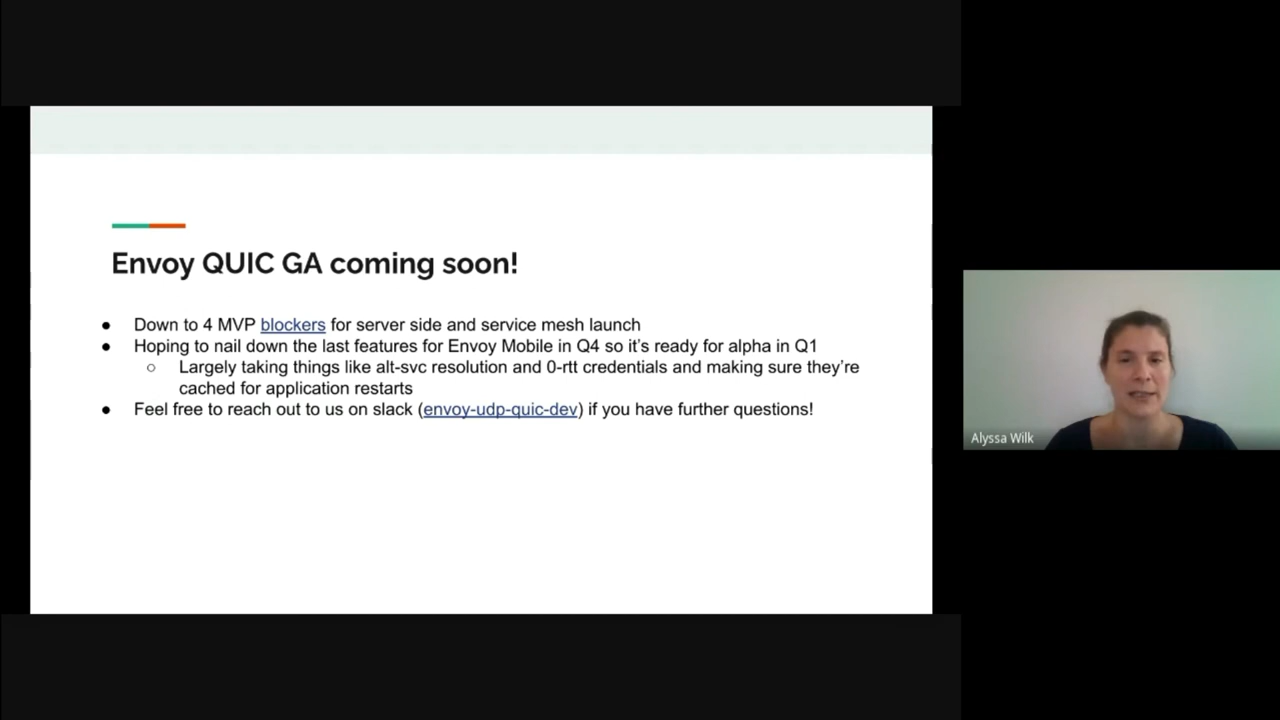 Envoy QUIC GA coming soon!
● Down to 4 MVP blockers for server side and service mesh launch
● Hoping to nail down the last features for Envoy Mobile in Q4 so it's ready for alpha in Q1
○ Largely taking things like alt-svc resolution and 0-rtt credentials and making sure they're
cached for application restarts
● Feel free to reach out to us on slack (envoy-udp-quic-dev) if you have further questions!
Alyssa Wilk